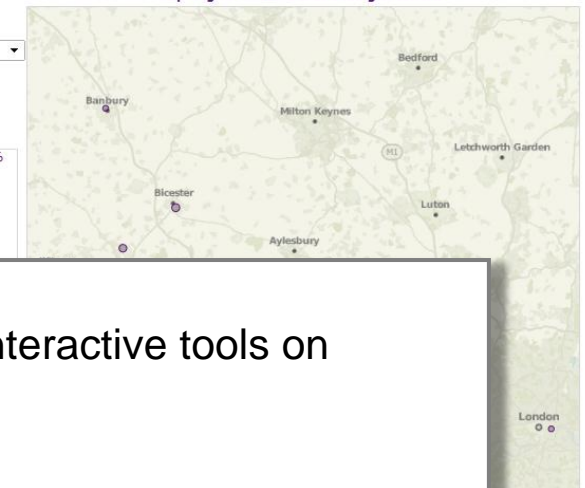 Bedford
Banbury
Milton Keynes
M1
Letchworth Garden
Bicester
Luton
Aylesbury
nteractive tools on
London